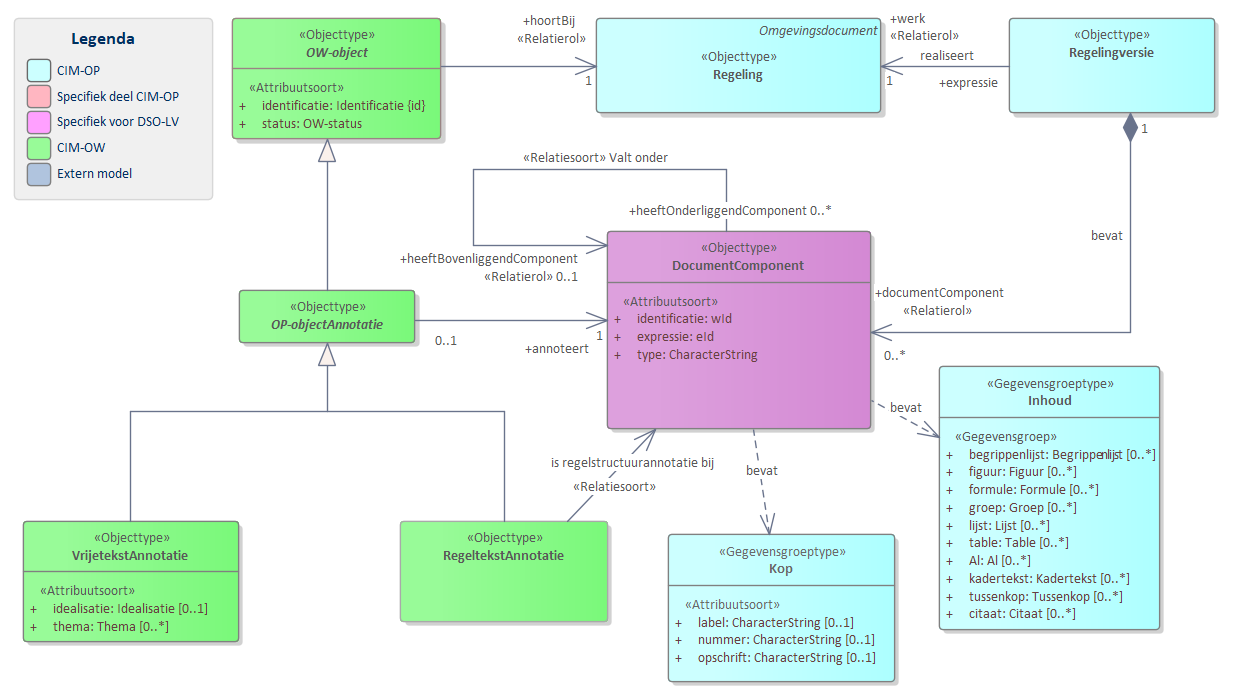 Legenda
CIM-OP
Specifiek deel CIM-OP
Specifiek voor DSO-LV
CIM-OW
Extern model
«Objecttype»
OW-object
«Attribuutsoort»
+ identificatie: Identificatie {id}
+ status: OW-status
+hoortBij
«Relatierol»
1
Omgevingsdocument
«Objecttype»
Regeling
+werk
«Relatierol»
realiseert
1
+expressie
«Objecttype»
Regelingversie
1
bevat
«Relatiesoort» Valt onder
+heeftOnderliggendComponent 0..*
+heeftBovenliggendComponent
«Relatierol» 0..1
«Objecttype»
DocumentComponent
«Attribuutsoort»
+ identificatie: wId
+ expressie: eId
+ type: CharacterString
+documentComponent
«Relatierol»
0..*
«Objecttype»
OP-objectAnnotatie
0..1
1
+annoteert
bevat
«Gegevensgroeptype»
Inhoud
«Gegevensgroep»
+ begrippenlijst: Begrippenlijst [0..*]
+ figuur: Figuur [0..*]
+ formule: Formule [0..*]
+ groep: Groep [0..*]
+ lijst: Lijst [0..*]
+ table: Table [0..*]
+ Al: Al [0..*]
+ kadertekst: Kadertekst [0..*]
+ tussenkop: Tussenkop [0..*]
+ citaat: Citaat [0..*]
is regelstructuurannotatie bij
«Relatiesoort»
bevat
«Objecttype»
VrijetekstAnnotatie
«Attribuutsoort»
+ idealisatie: Idealisatie [0..1]
+ thema: Thema [0..*]
«Objecttype»
RegeltekstAnnotatie
«Gegevensgroeptype»
Kop
«Attribuutsoort»
+ label: CharacterString [0..1]
+ nummer: CharacterString [0..1]
+ opschrift: CharacterString [0..1]